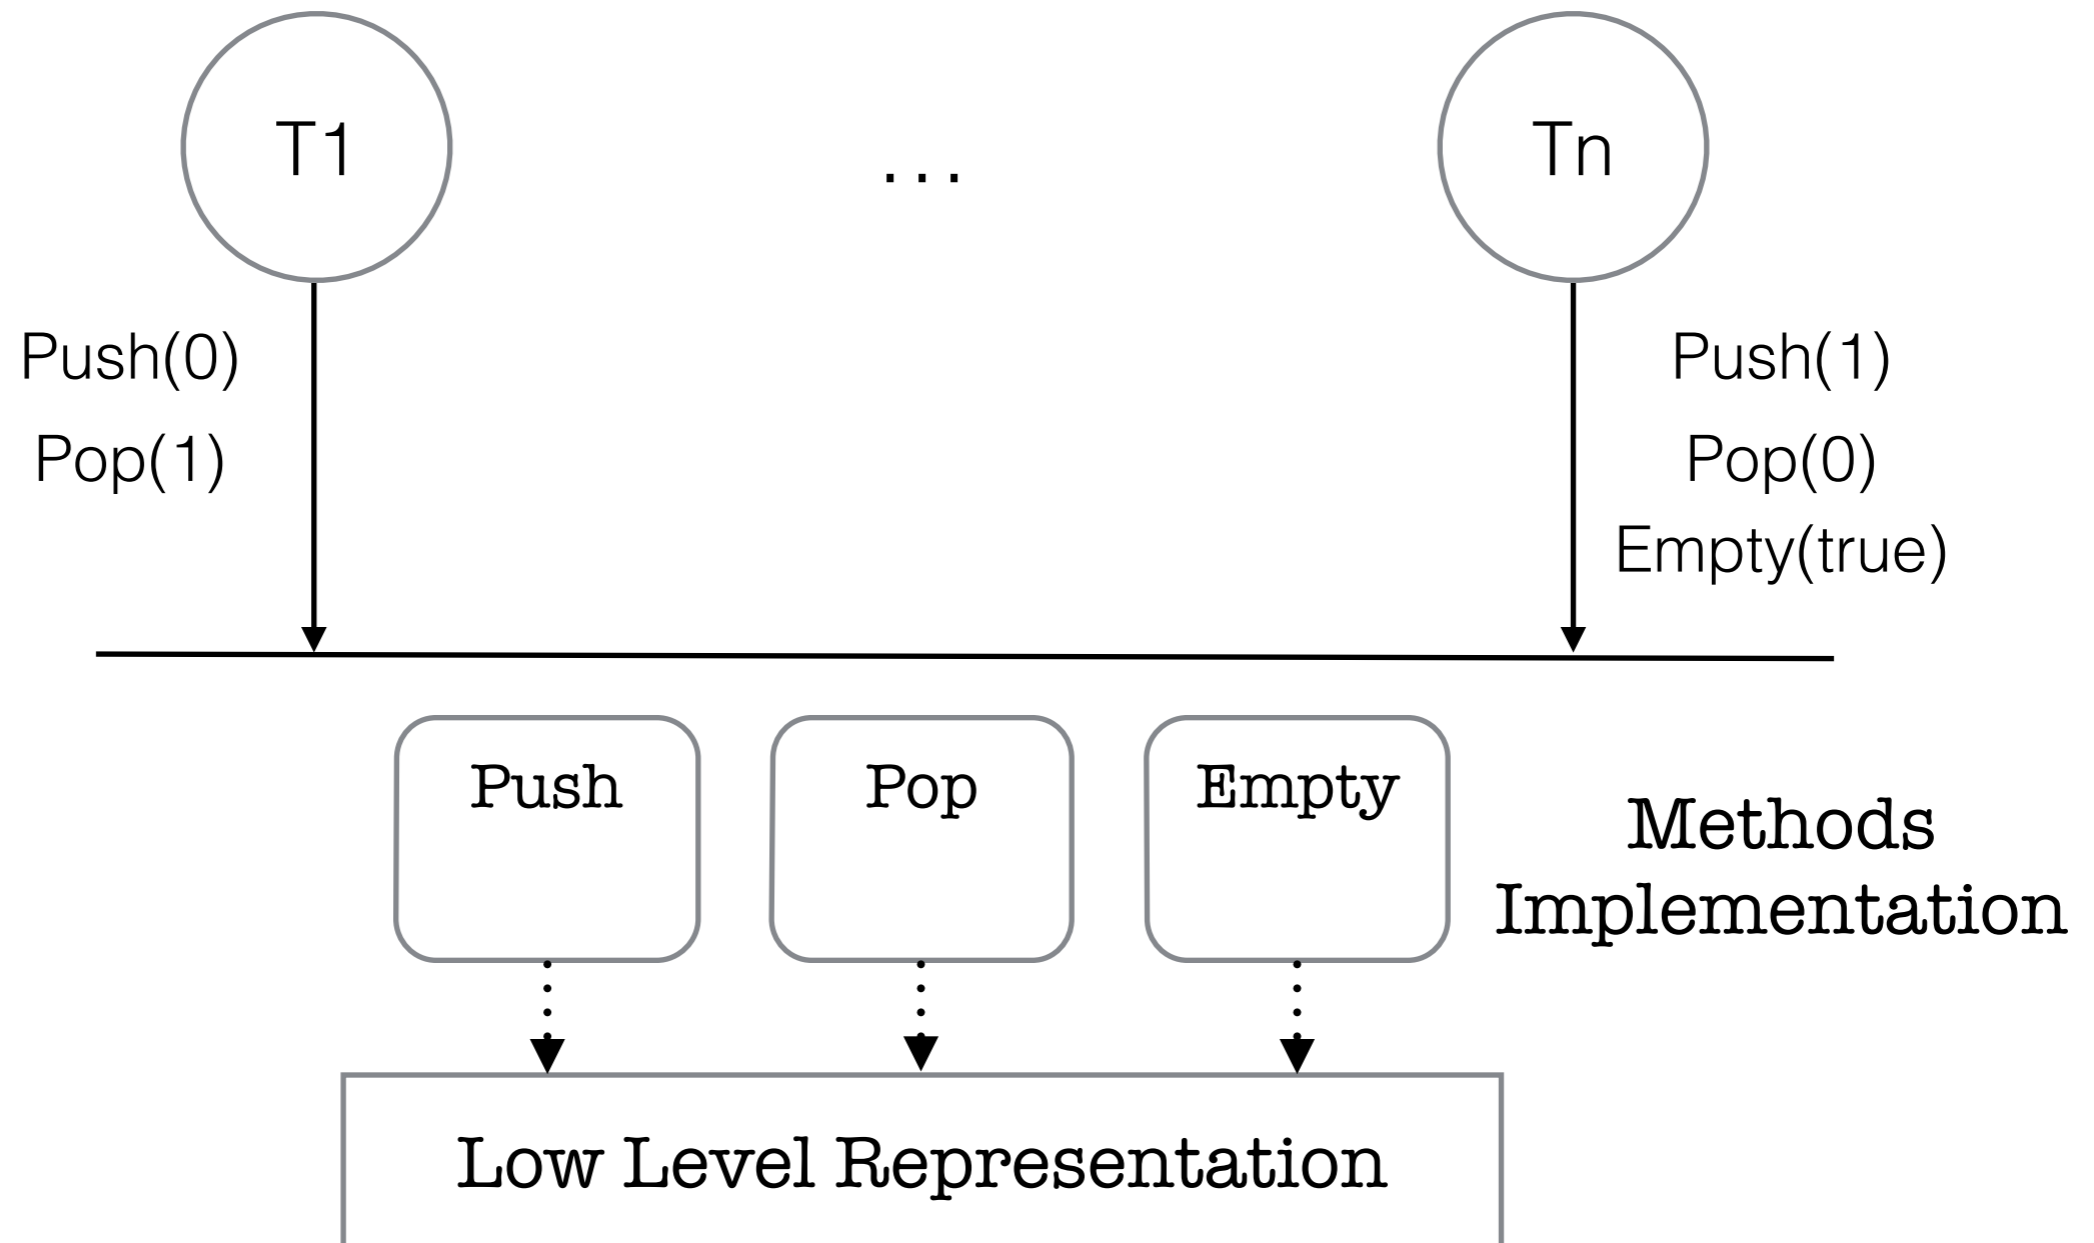 T1
...
Tn
Push(0)
Pop(1)
Push(1)
Pop(0)
Empty(true)
Push
Pop
Empty
Methods
Implementation
Low Level Representation